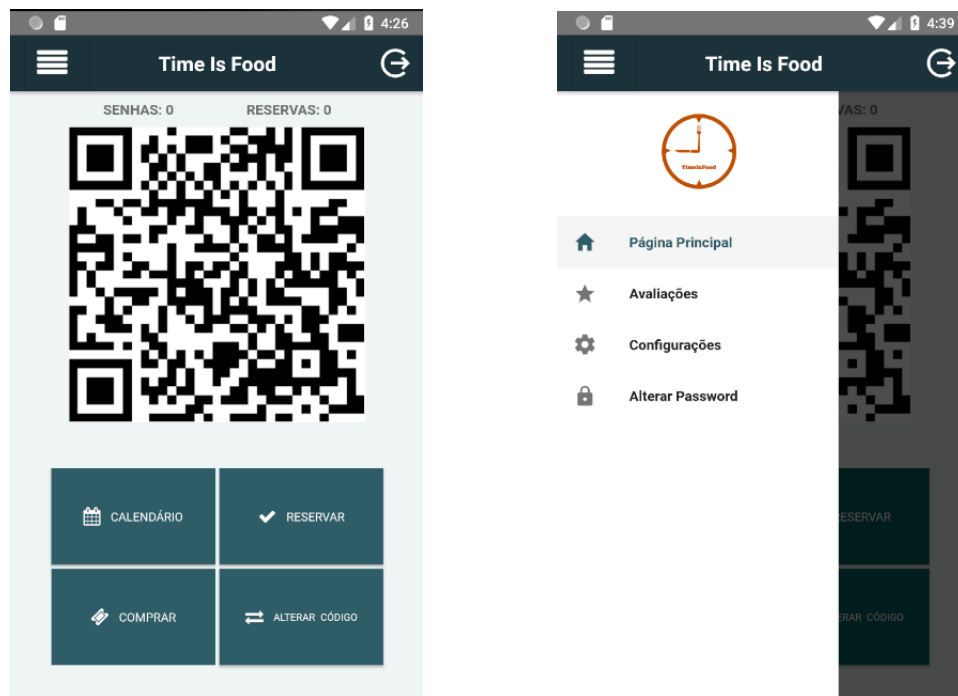 4:26
Time Is Food
SENHAS: 0 RESERVAS: 0
CALENDÁRIO
RESERVAR
COMPRAR
ALTERAR CÓDIGO
4:39
Time Is Food
VAS: 0
TimeIsFood
Página Principal
Avaliações
Configurações
Alterar Password
ESERVAR
ERAR CÓDIGO